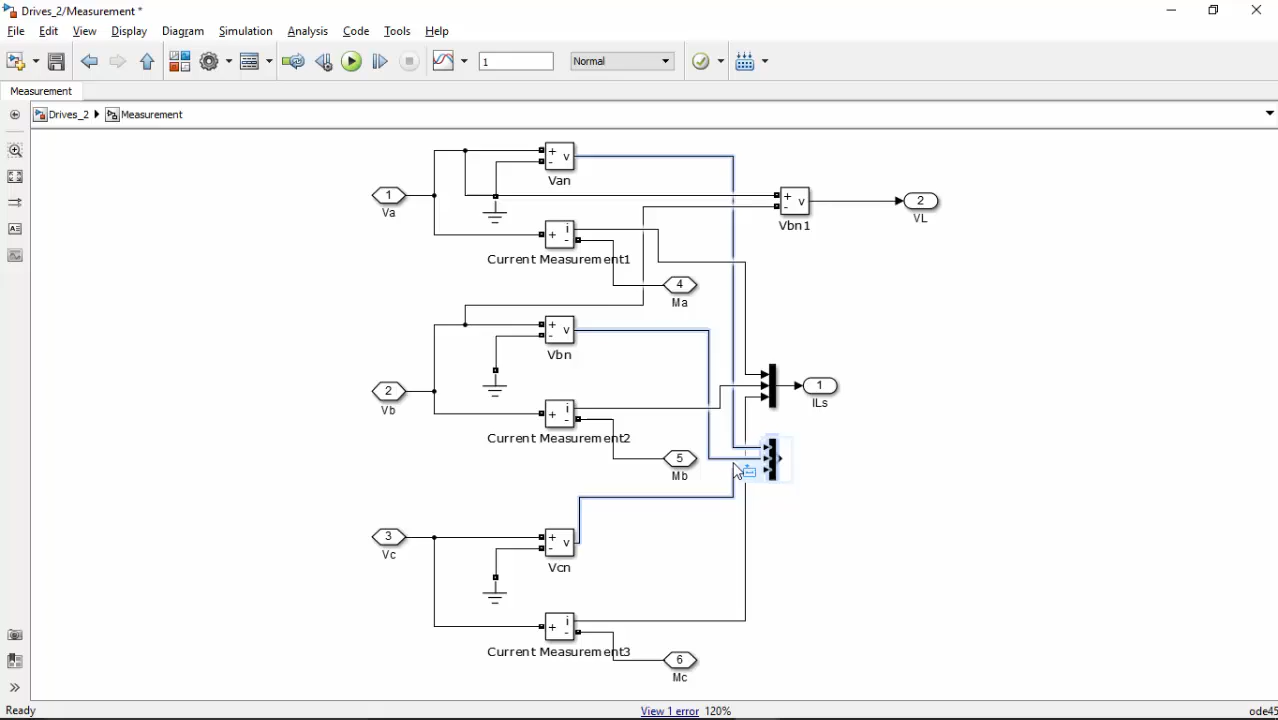 Drives_2/Measurement *
File Edit View Display Diagram Simulation Analysis Code Tools Help
1 Normal
Measurement
Drives_2 Measurement
+ - v
Van
1
Va
+ - v
Vbn1
2
VL
+ i -
Current Measurement1
4
Ma
+ - v
Vbn
2
Vb
1
ILs
+ i -
Current Measurement2
5
Mb
3
Vc
+ - v
Vcn
+ i -
Current Measurement3
6
Mc
Ready View 1 error 120% ode45